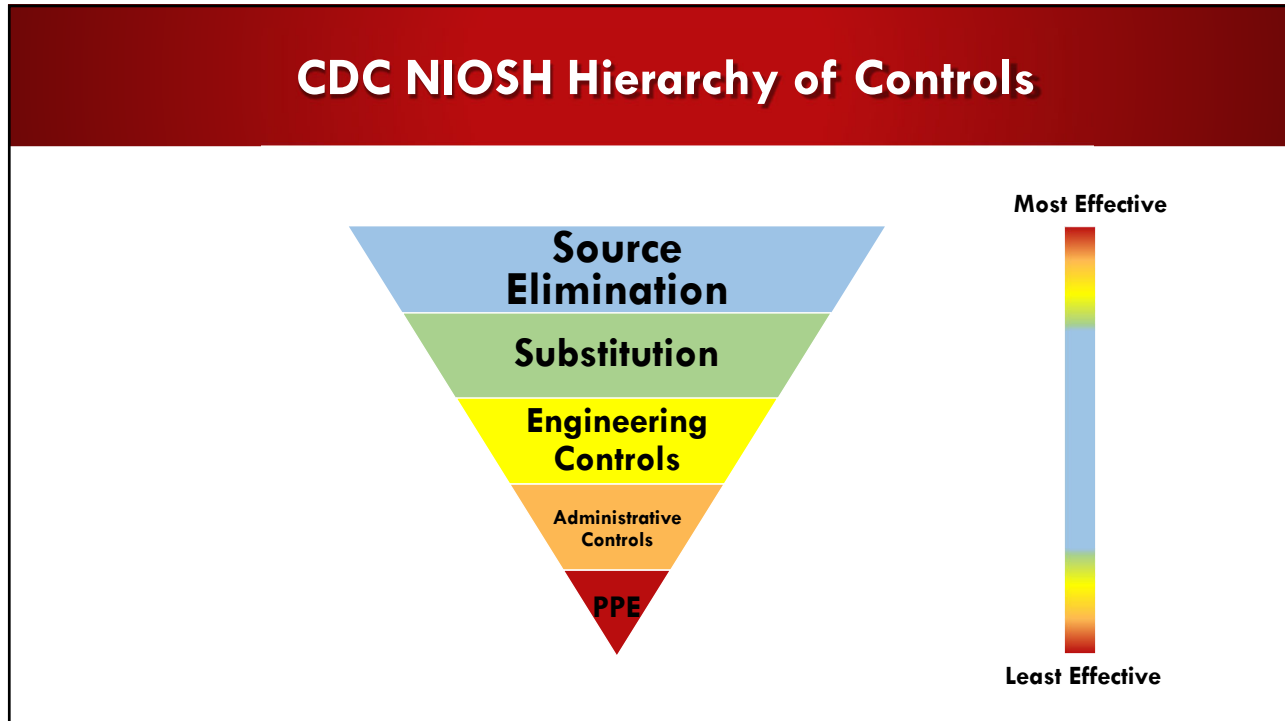 CDC NIOSH Hierarchy of Controls
Most Effective
Source
Elimination
Substitution
Engineering
Controls
Administrative
Controls
PPE
Least Effective